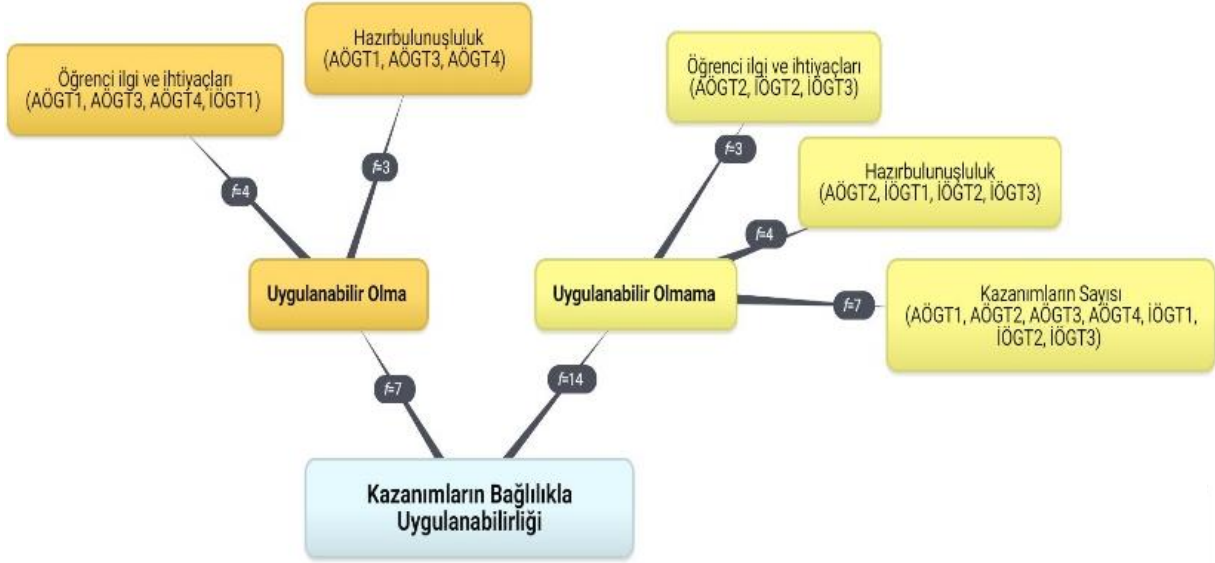 Öğrenci ilgi ve ihtiyaçları
(AÖGT1, AÖGT3, AÖGT4, İÖGT1)
Hazırbulunuşluluk
(AÖGT1, AÖGT3, AÖGT4)
Öğrenci ilgi ve ihtiyaçları
(AÖGT2, İÖGT2, İÖGT3)
f=4
f=3
f=3
Hazırbulunuşluluk
(AÖGT2, İÖGT1, İÖGT2, İÖGT3)
f=4
Uygulanabilir Olma
Uygulanabilir Olmama
f=7
Kazanımların Sayısı
(AÖGT1, AÖGT2, AÖGT3, AÖGT4, İÖGT1,
İÖGT2, İÖGT3)
f=7
f=14
Kazanımların Bağlılıkla
Uygulanabilirliği